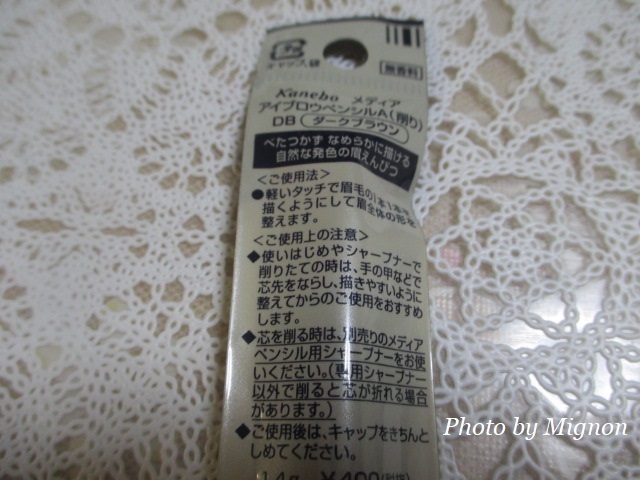 キャップ、袋
無香料
Kanebo メディア
アイブロウペンシルA(削り)
DB ダークブラウン
べたつかず なめらかに描ける
自然な発色の眉えんぴつ
＜ご使用法＞
●軽いタッチで眉毛の1本1本を
描くようにして眉全体の形を
整えます。
＜ご使用上の注意＞
◆使いはじめやシャープナーで
削りたての時は、手の甲などで
芯先をならし、描きやすいように
整えてからのご使用をおすすめ
します。
◆芯を削る時は、別売りのメディア
ペンシル用シャープナーをお使
いください。(専用シャープナー
以外で削ると芯が折れる場合
があります。)
◆ご使用後は、キャップをきちんと
しめてください。
1.4g ¥400
Photo by Mignon